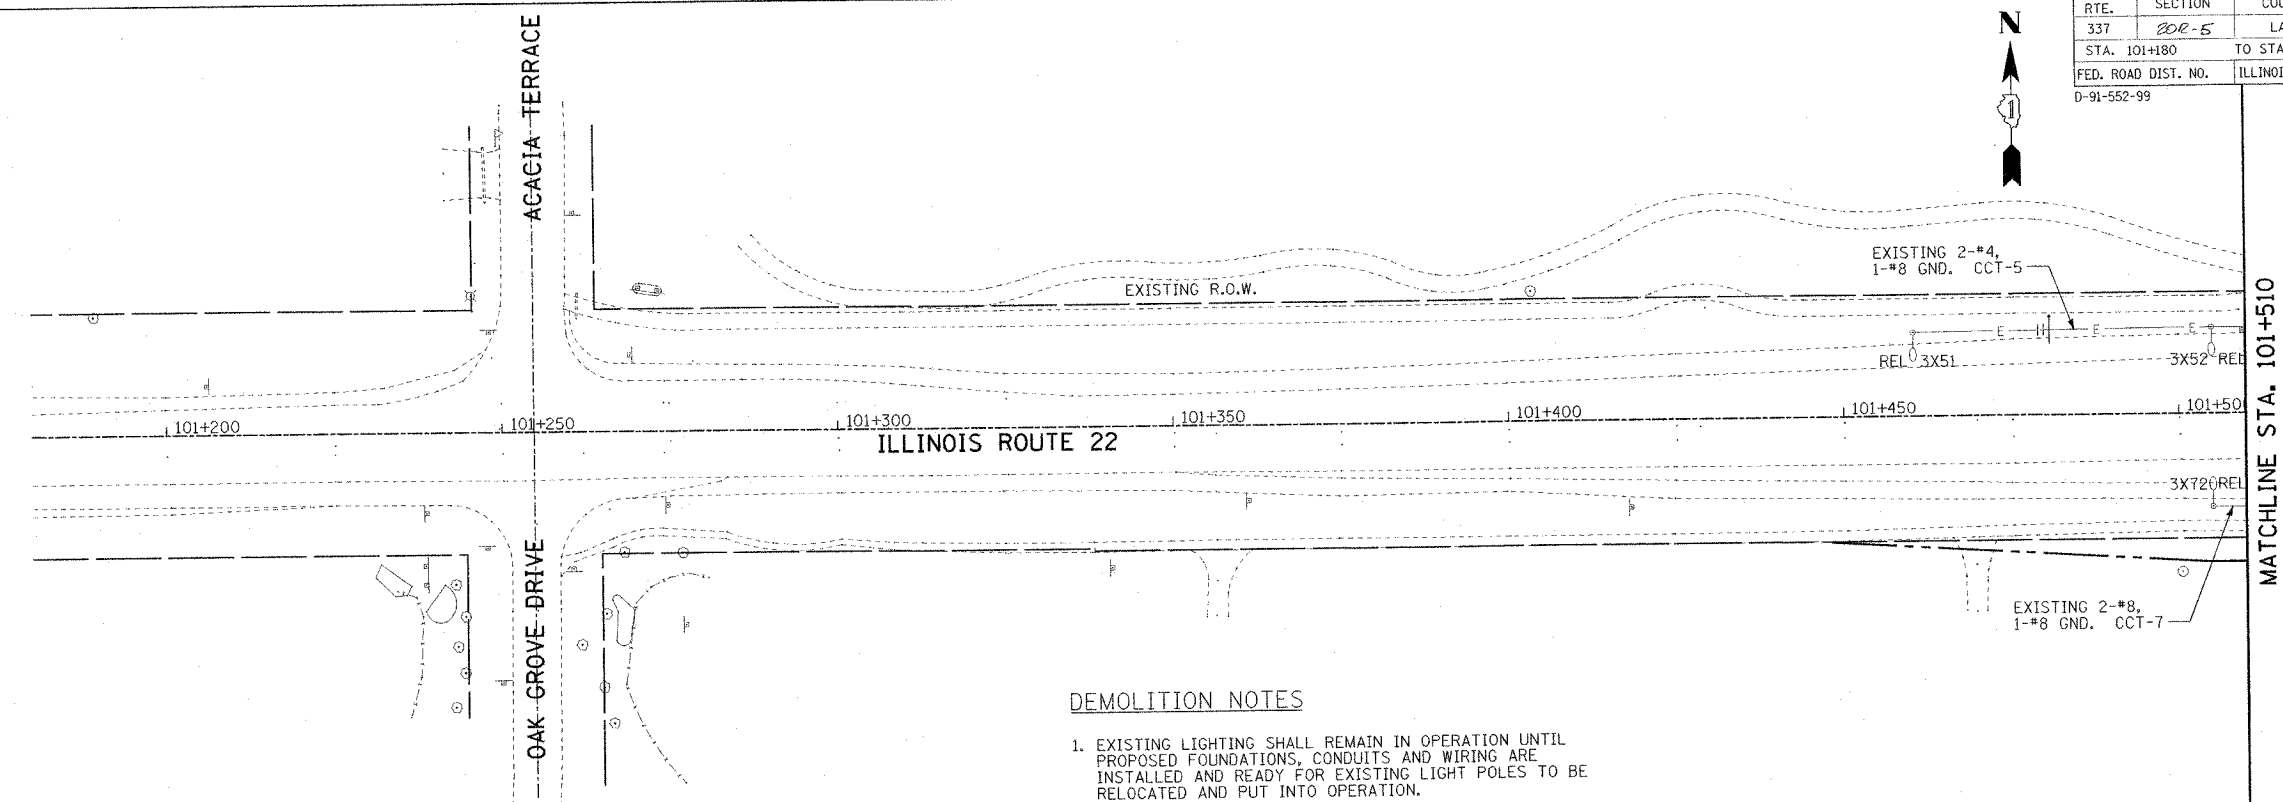 RTE. SECTION
337 20R-5
STA. 101+180 TO STA
FED. ROAD DIST. NO.
D-91-552-99
N
1
ACACIA TERRACE
EXISTING 2-#4,
1-#8 GND. CCT-5
EXISTING R.O.W.
E H E E
REL 3X51 3X52 REL
101+200 101+250 101+300 101+350 101+400 101+450 101+50
ILLINOIS ROUTE 22
MATCHLINE STA. 101+510
3X72 REL
OAK GROVE DRIVE
EXISTING 2-#8,
1-#8 GND. CCT-7
DEMOLITION NOTES
1. EXISTING LIGHTING SHALL REMAIN IN OPERATION UNTIL
PROPOSED FOUNDATIONS, CONDUITS AND WIRING ARE
INSTALLED AND READY FOR EXISTING LIGHT POLES TO BE
RELOCATED AND PUT INTO OPERATION.